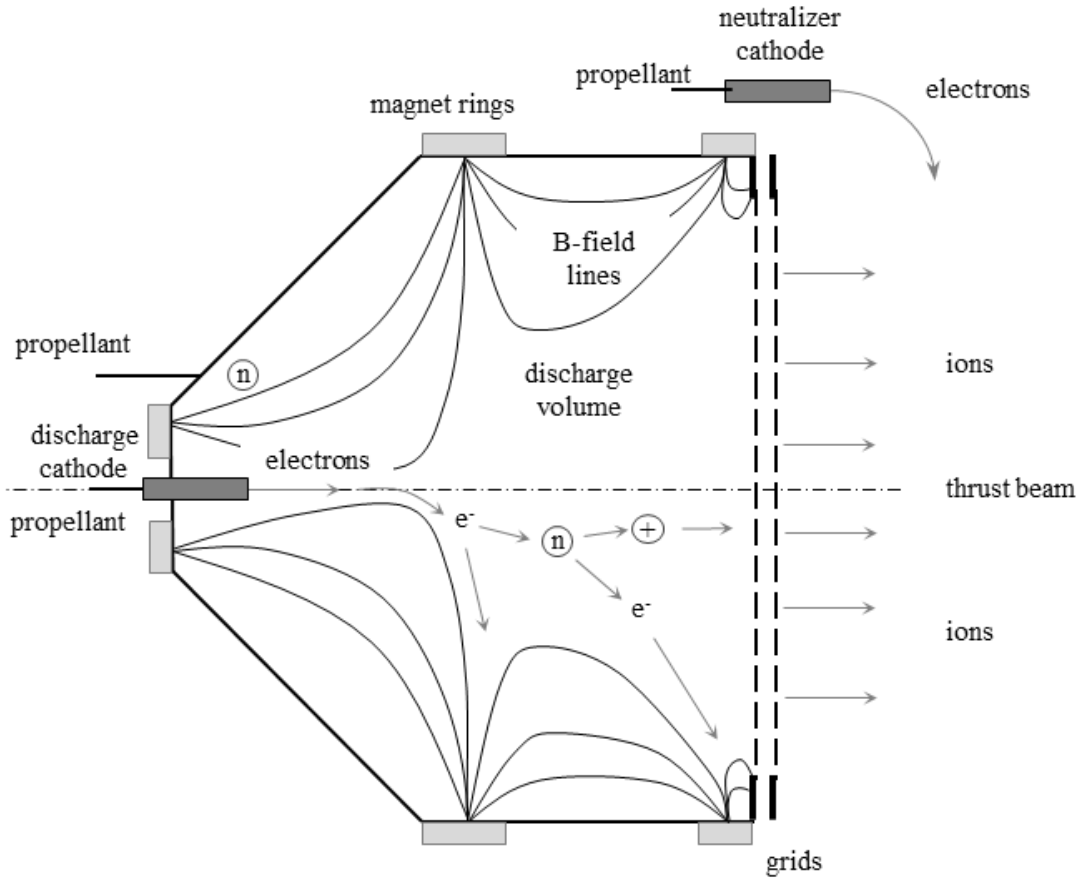 neutralizer
cathode
propellant
electrons
magnet rings
B-field
lines
propellant
n
discharge
volume
ions
discharge
cathode
electrons
thrust beam
propellant
e-
n
+
e-
ions
grids